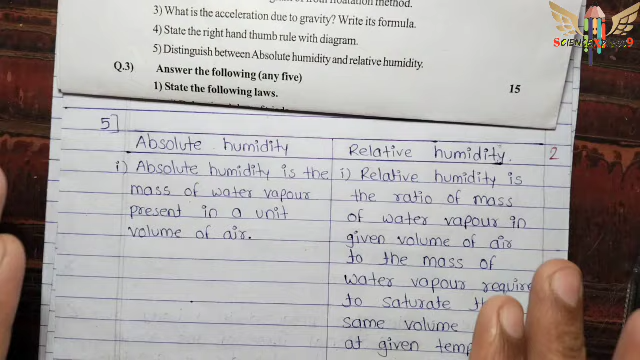 3) What is the acceleration due to gravity? Write its formula.
4) State the right hand thumb rule with diagram.
5) Distinguish between Absolute humidity and relative humidity.
Q.3) Answer the following (any five) 15
1) State the following laws.
5]
Absolute humidity
i) Absolute humidity is the
mass of water vapour
present in a unit
volume of air.
Relative humidity. 2
i) Relative humidity is
the ratio of mass
of water vapour in
given volume of air
to the mass of
water vapour require
to saturate
same volume
at given